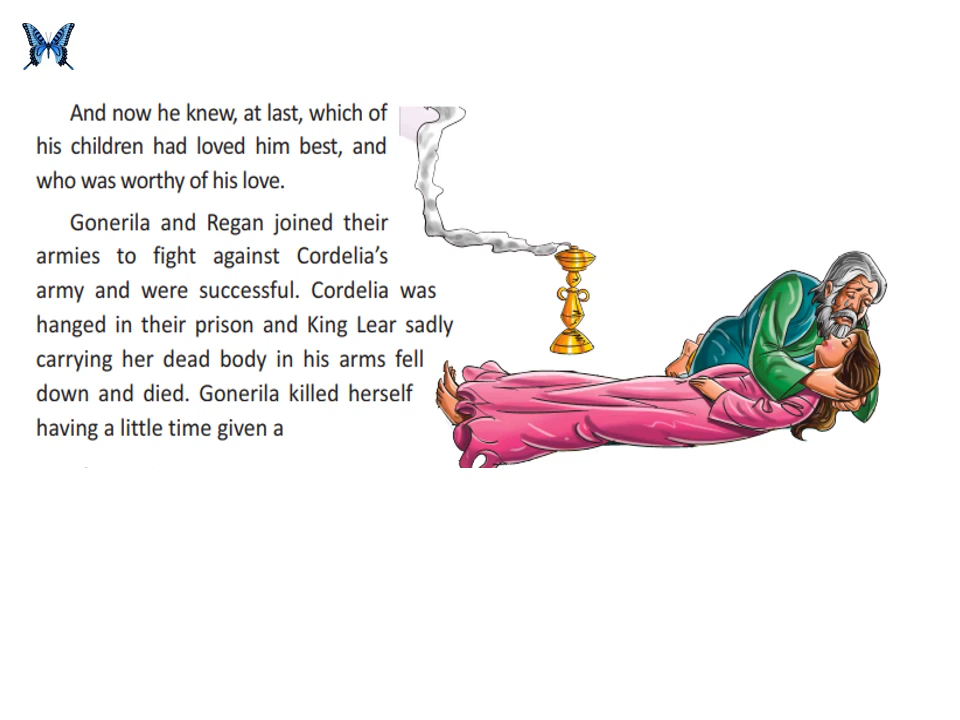 And now he knew, at last, which of
his children had loved him best, and
who was worthy of his love.
Gonerila and Regan joined their
armies to fight against Cordelia’s
army and were successful. Cordelia was
hanged in their prison and King Lear sadly
carrying her dead body in his arms fell
down and died. Gonerila killed herself
having a little time given a